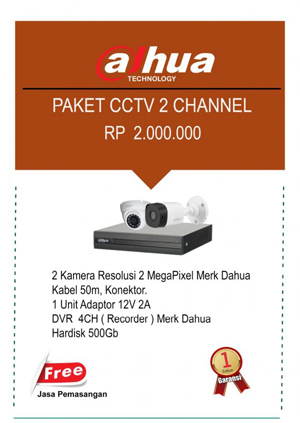 alhua
TECHNOLOGY
PAKET CCTV 2 CHANNEL
RP 2.000.000
2 Kamera Resolusi 2 MegaPixel Merk Dahua
Kabel 50m, Konektor.
1 Unit Adaptor 12V 2A
DVR 4CH ( Recorder ) Merk Dahua
Hardisk 500Gb
Free
Jasa Pemasangan
1
Tahun
Garansi